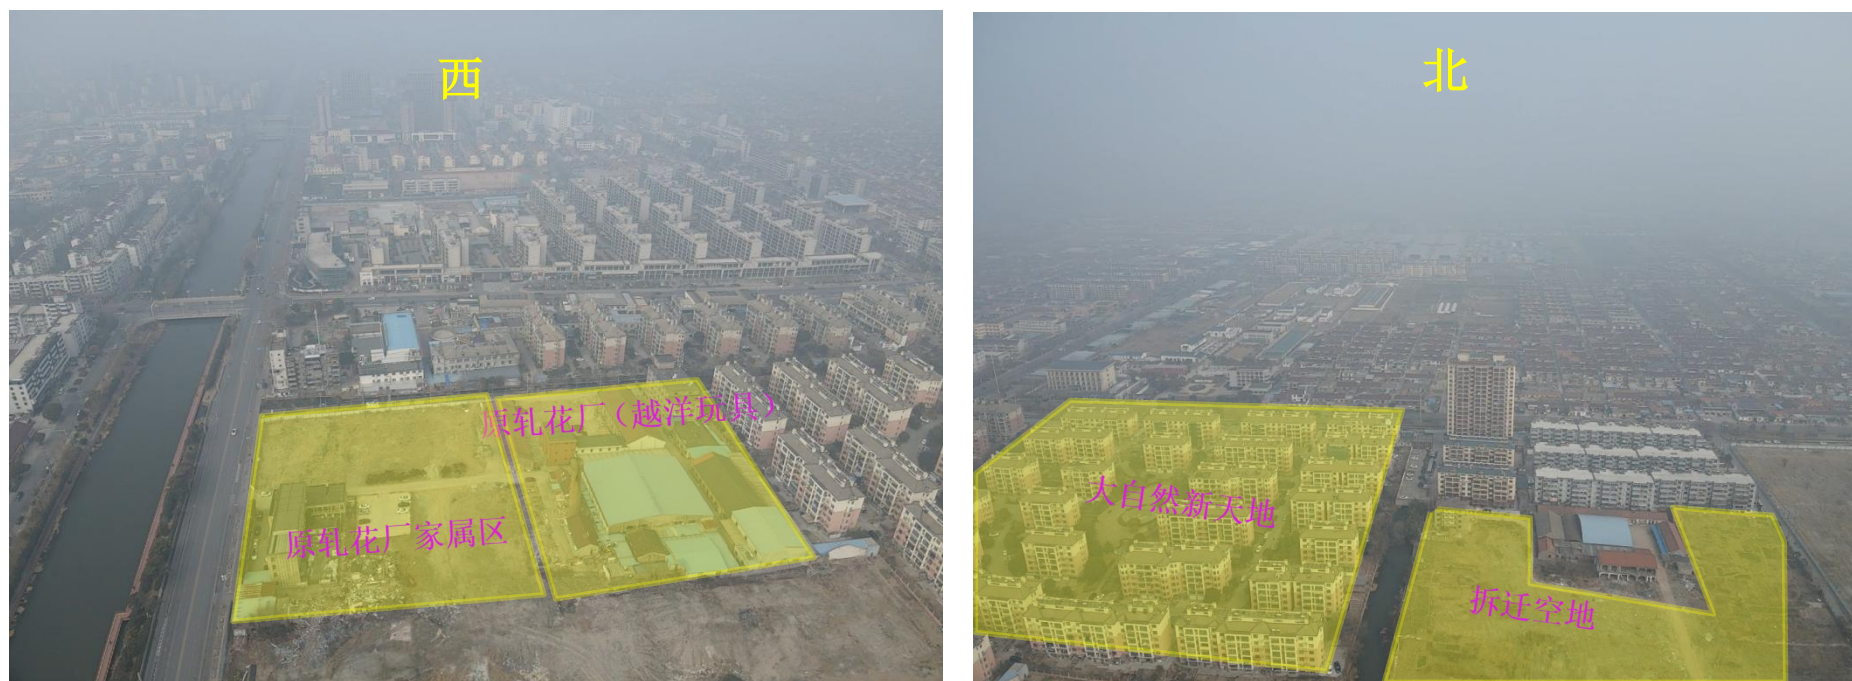 西
原轧花厂（越洋玩具）
原轧花厂家属区
北
大自然新天地
拆迁空地